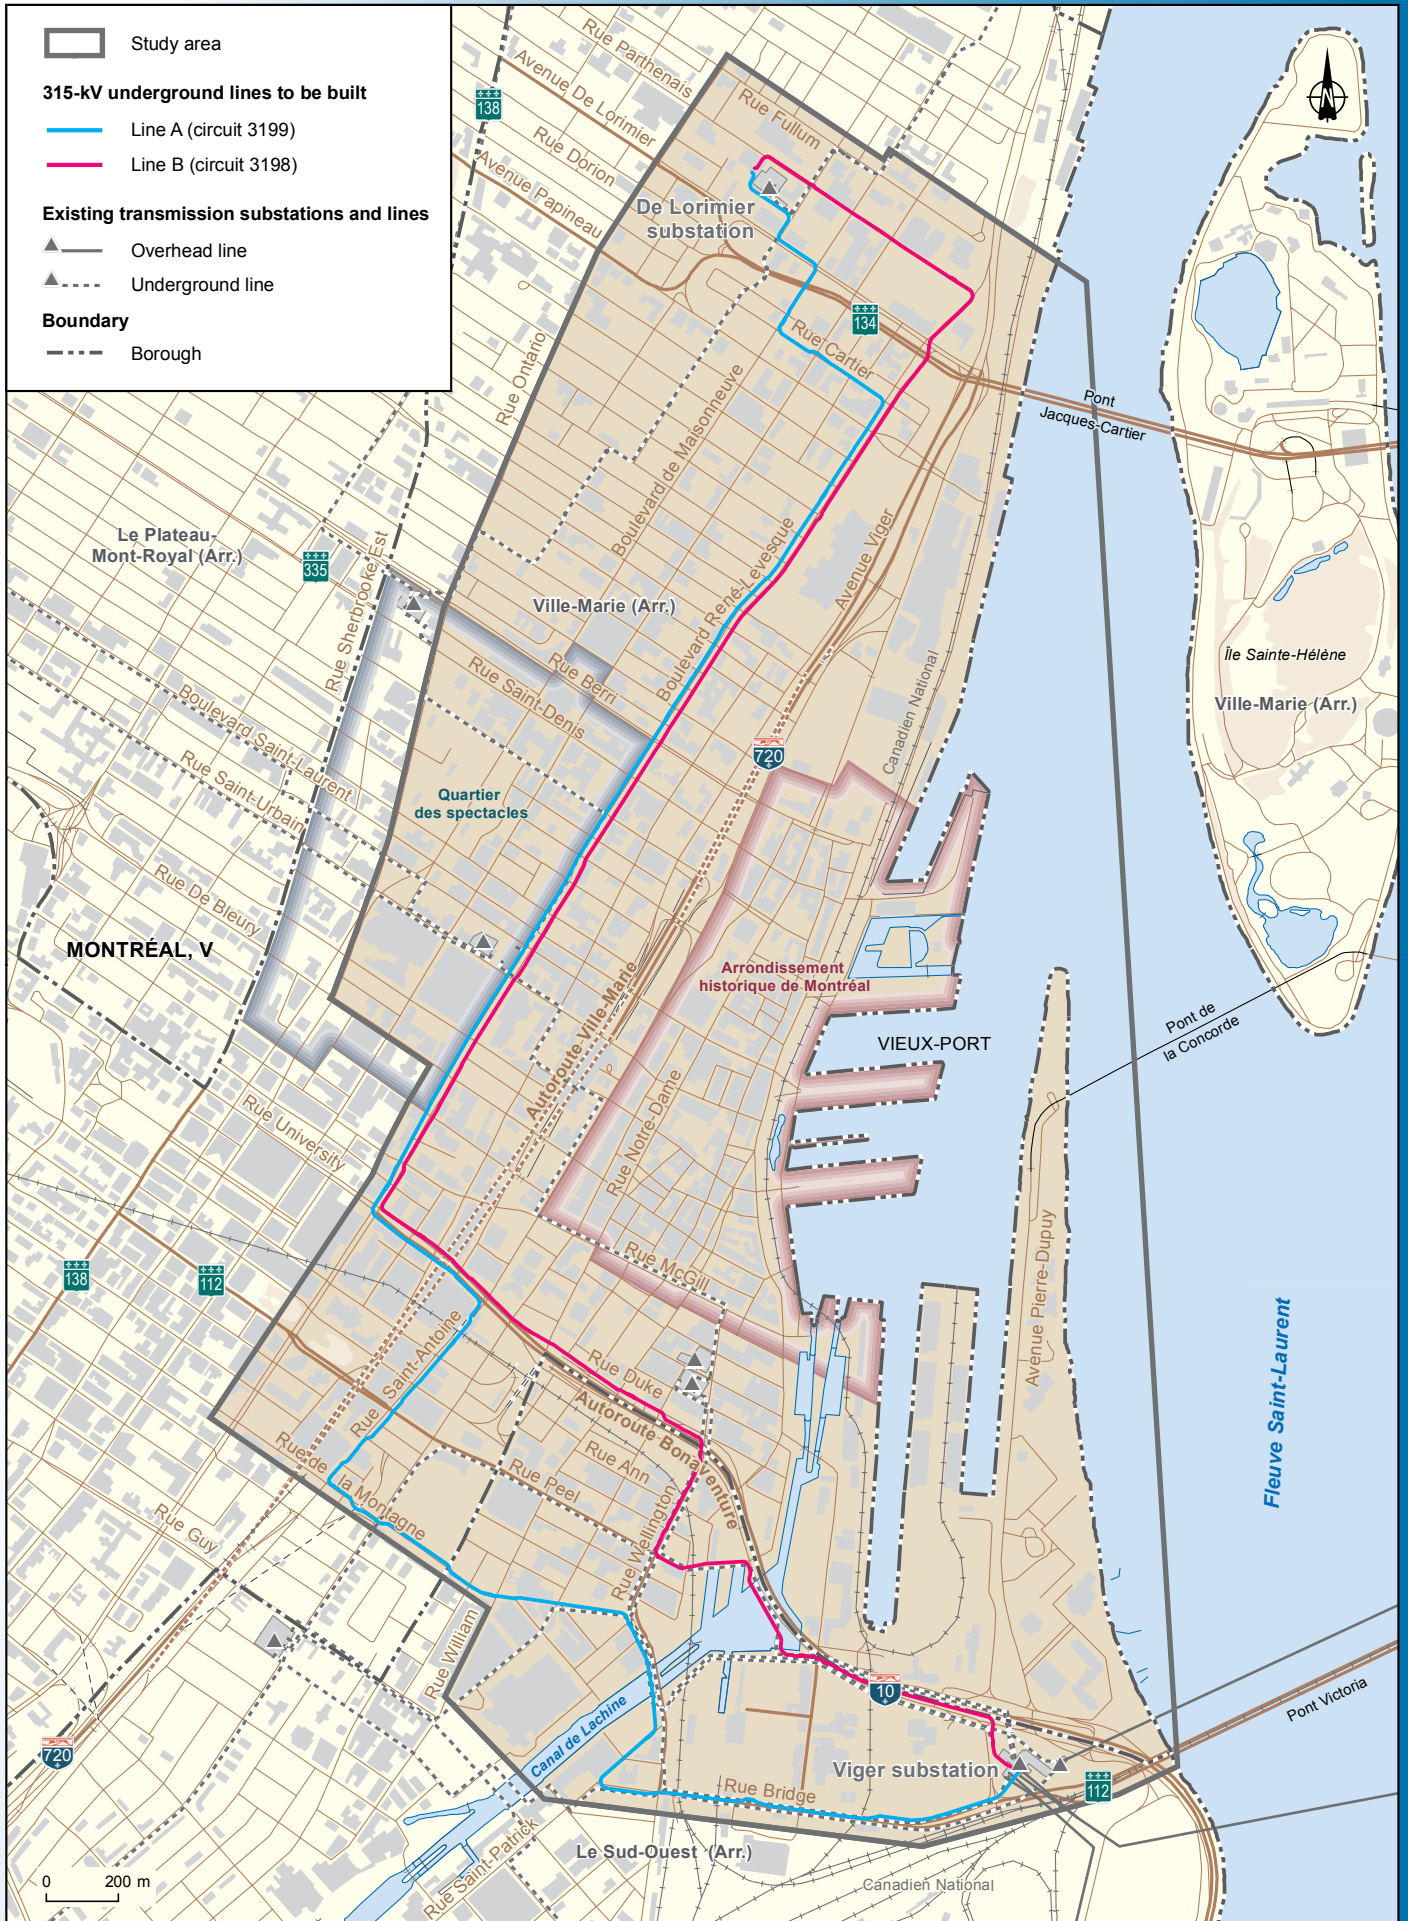 Study area
315-kV underground lines to be built
Line A (circuit 3199)
Line B (circuit 3198)
Existing transmission substations and lines
Overhead line
Underground line
Boundary
Borough
138
Rue Parthenais
Avenue De Lorimier
Rue Fullum
Rue Dorion
Avenue Papineau
De Lorimier
substation
N
134
Rue Cartier
Rue Ontario
Boulevard de Maisonneuve
Pont
Jacques-Cartier
Le Plateau-
Mont-Royal (Arr.)
335
Rue Sherbrooke Est
Ville-Marie (Arr.)
Boulevard René-Lévesque
Avenue Viger
Rue Berri
Rue Saint-Denis
Canadien National
Île Sainte-Hélène
Ville-Marie (Arr.)
Boulevard Saint-Laurent
Rue Saint-Urbain
720
Quartier
des spectacles
Rue De Bleury
MONTRÉAL, V
Arrondissement
historique de Montréal
Autoroute Ville-Marie
VIEUX-PORT
Pont de
la Concorde
Rue University
Rue Notre-Dame
Rue McGill
Avenue Pierre-Dupuy
138
112
Rue Saint-Antoine
Rue Duke
Autoroute Bonaventure
Fleuve Saint-Laurent
Rue de la Montagne
Rue Ann
Rue Peel
Rue Guy
Rue Wellington
Rue William
10
Canal de Lachine
Pont Victoria
720
Viger substation
Rue Bridge
112
Rue Saint-Patrick
Le Sud-Ouest (Arr.)
Canadien National
0 200 m